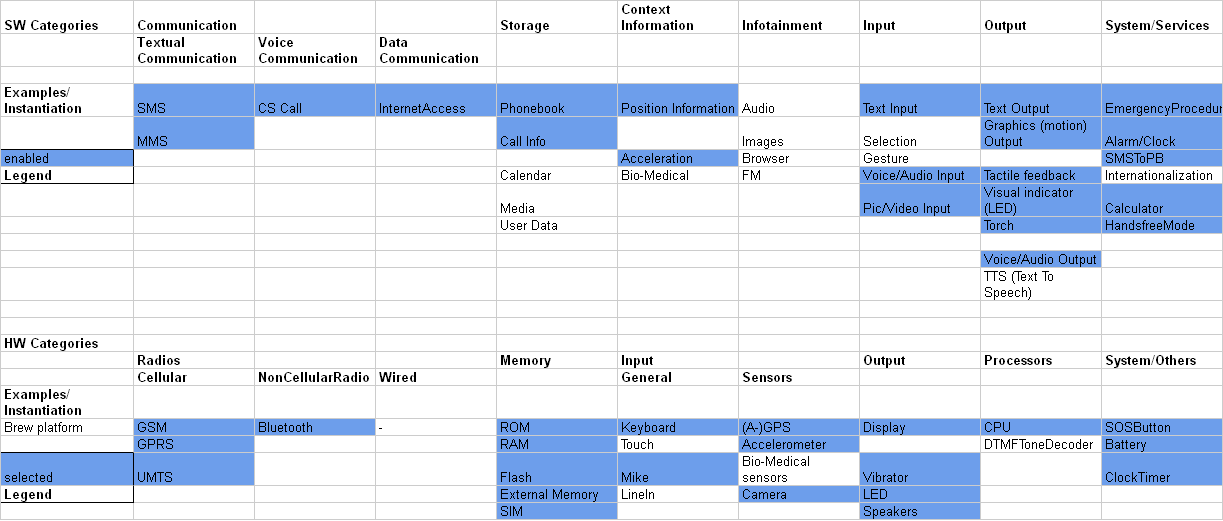 SW Categories Communication Storage Context Information Infotainment Input Output System/Services
Textual Communication Voice Communication Data Communication
Examples/ Instantiation SMS CS Call InternetAccess Phonebook Position Information Audio Text Input Text Output EmergencyProcedur
MMS Call Info Images Selection Graphics (motion) Output Alarm/Clock
enabled Acceleration Browser Gesture SMSToPB
Legend Calendar Bio-Medical FM Voice/Audio Input Tactile feedback Internationalization
Media Pic/Video Input Visual indicator (LED) Calculator
User Data Torch HandsfreeMode
Voice/Audio Output
TTS (Text To Speech)
HW Categories
Radios Memory Input Output Processors System/Others
Cellular NonCellularRadio Wired General Sensors
Examples/ Instantiation
Brew platform GSM Bluetooth - ROM Keyboard (A-)GPS Display CPU SOSButton
GPRS RAM Touch Accelerometer DTMFToneDecoder Battery
selected UMTS Flash Mike Bio-Medical sensors Vibrator ClockTimer
Legend External Memory LineIn Camera LED
SIM Speakers